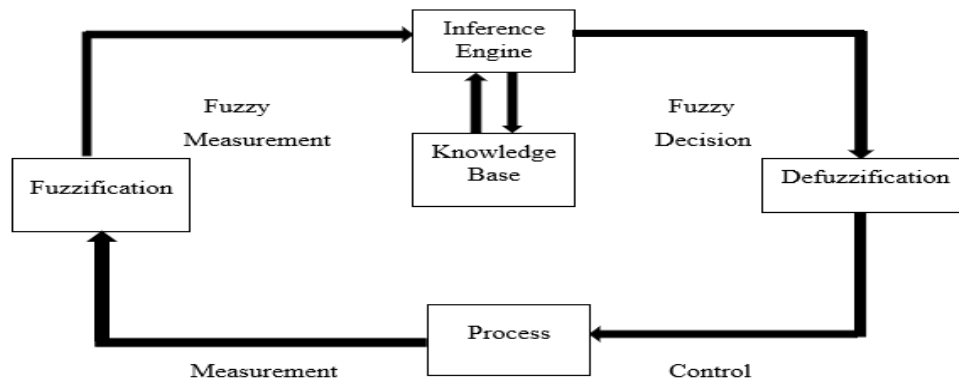 Inference
Engine
Fuzzy
Measurement
Fuzzy
Decision
Knowledge
Base
Fuzzification
Defuzzification
Process
Measurement
Control